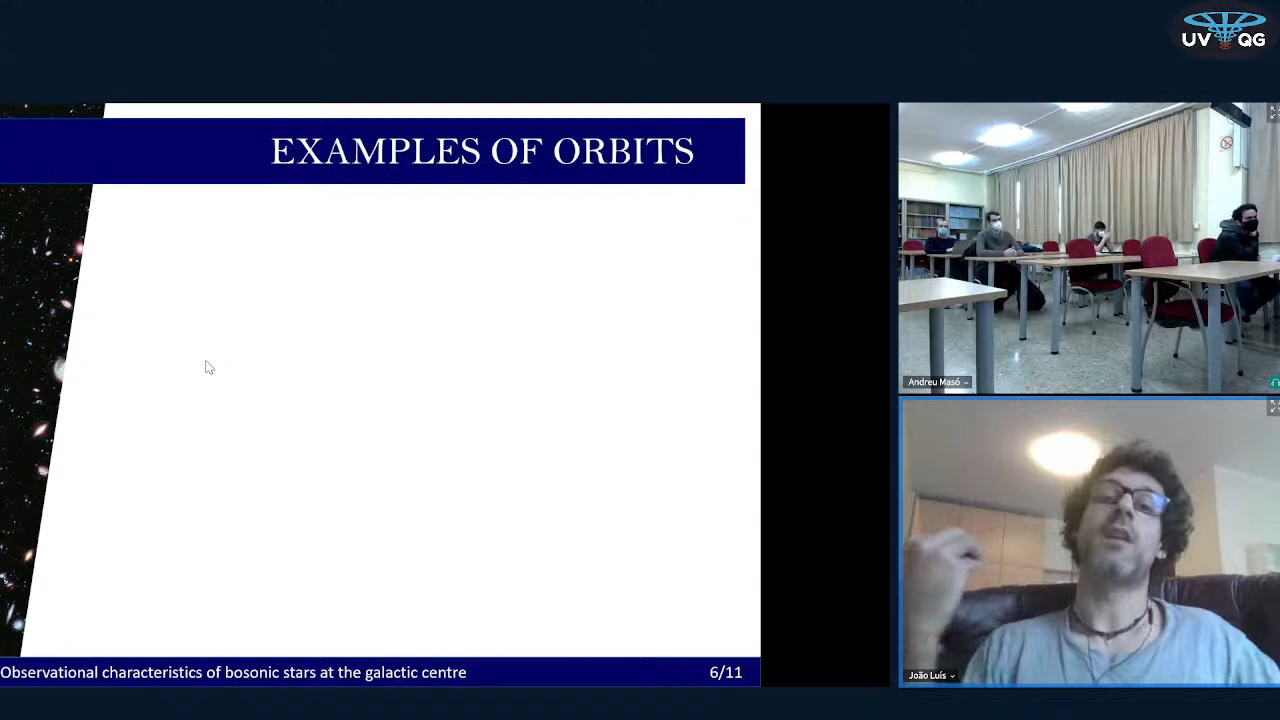 UV QG
EXAMPLES OF ORBITS
Andreu Masó
João Luís
Observational characteristics of bosonic stars at the galactic centre
6/11